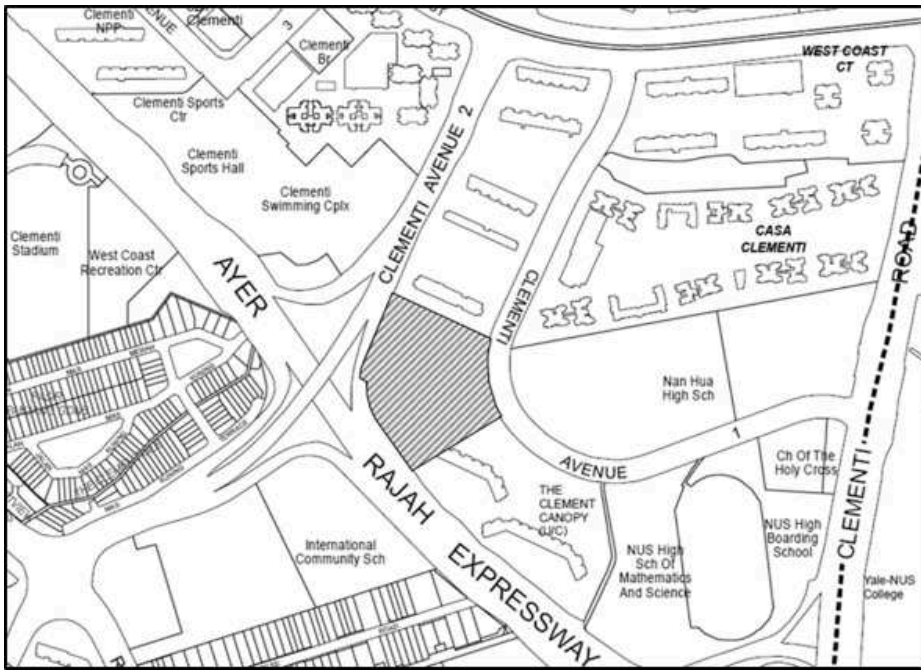 Clementi
NPP
Clementi
AVENUE
3
Clementi
Br
WEST COAST
CT
Clementi Sports
Ctr
CLEMENTI AVENUE 2
Clementi
Sports Hall
Clementi
Swimming Cplx
Clementi
Stadium
West Coast
Recreation Ctr
CASA
CLEMENTI
ROAD
AYER
CLEMENTI
Nan Hua
High Sch
1
AVENUE
RAJAH
Ch Of The
Holy Cross
THE
CLEMENT
CANOPY
(U/C)
CLEMENTI
International
Community Sch
EXPRESSWAY
NUS High
Sch Of
Mathematics
And Science
NUS High
Boarding
School
Yale-NUS
College